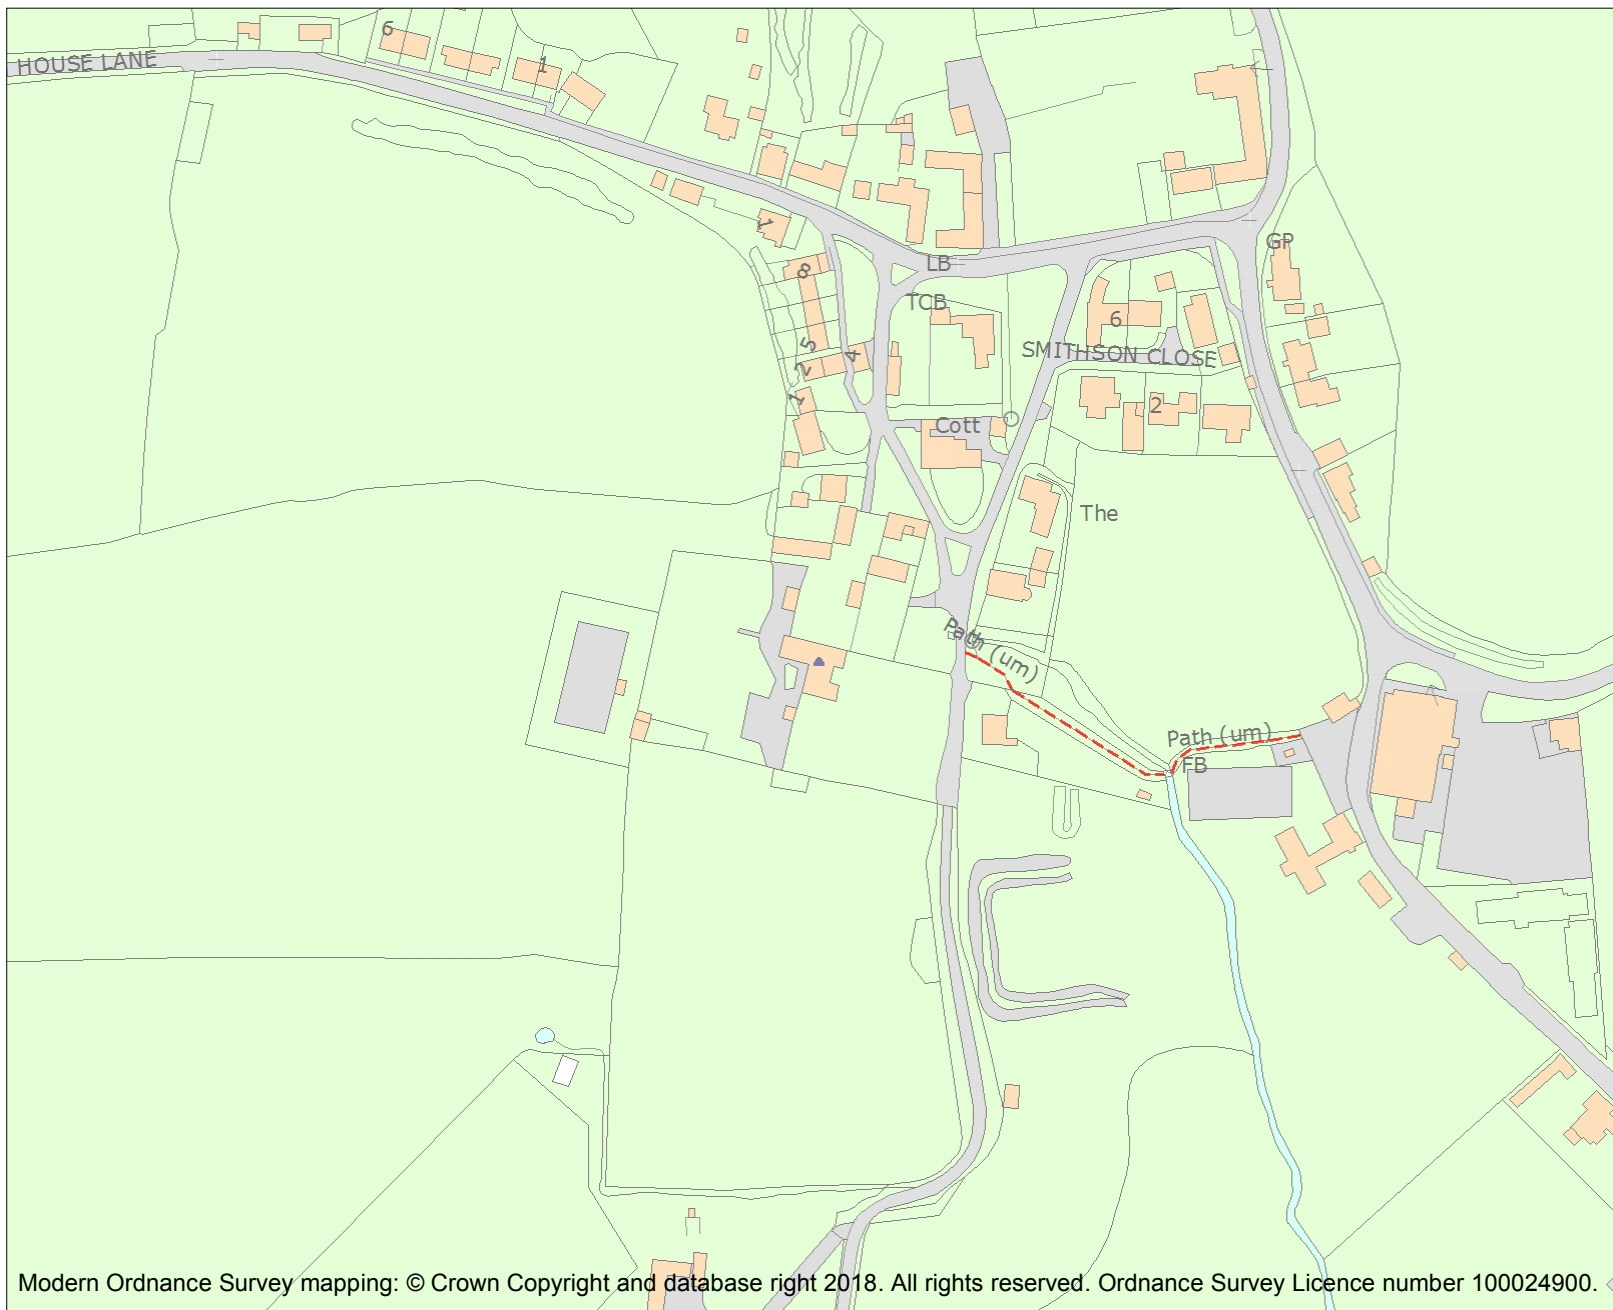 6
HOUSE LANE
1
1
GP
LB
8
TCB
6
5
4
SMITHSON CLOSE
2
1
2
Cott
The
Path (um)
Path (um)
FB
Modern Ordnance Survey mapping: © Crown Copyright and database right 2018. All rights reserved. Ordnance Survey Licence number 100024900.